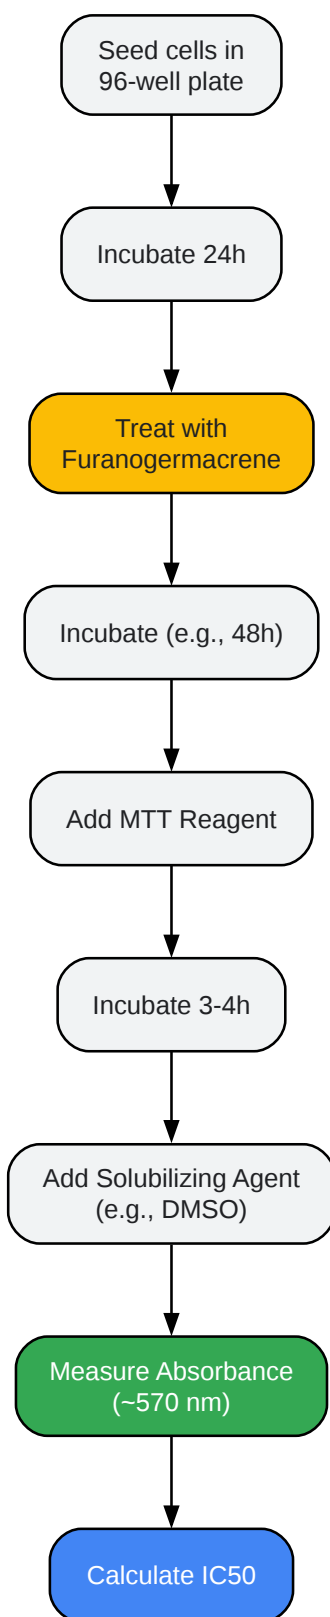 Seed cells in
96-well plate
Incubate 24h
Treat with
Furanogermacrene
Incubate (e.g., 48h)
Add MTT Reagent
Incubate 3-4h
Add Solubilizing Agent
(e.g., DMSO)
Measure Absorbance
(~570 nm)
Calculate IC50